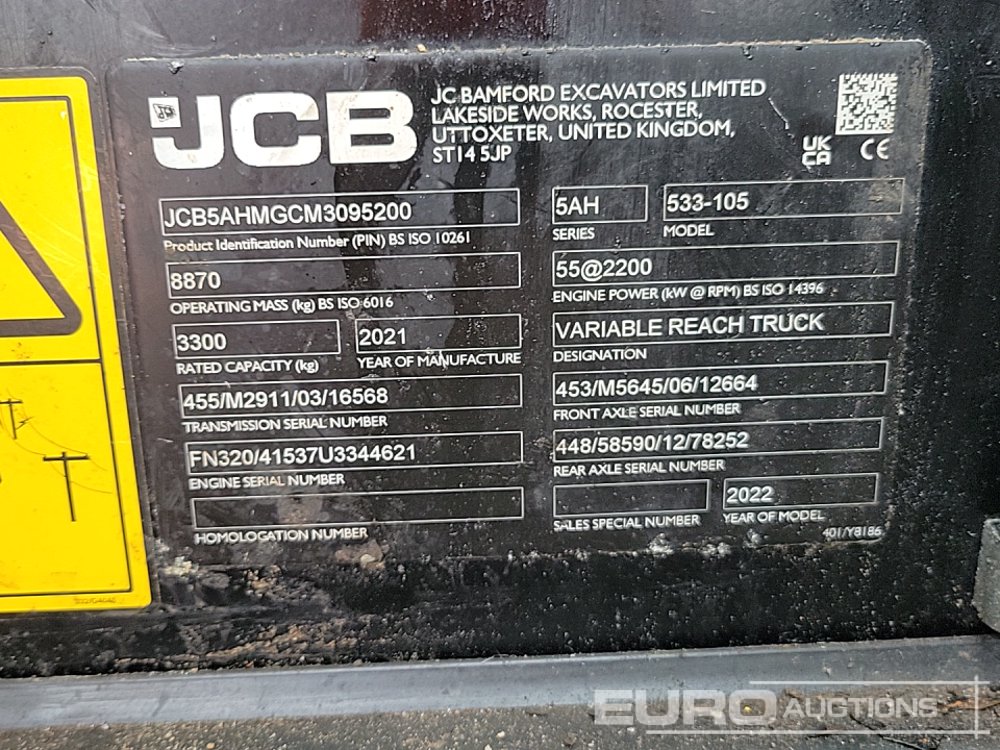 JCB
JC BAMFORD EXCAVATORS LIMITED
LAKESIDE WORKS, ROCESTER,
UTTOXETER, UNITED KINGDOM,
ST14 5JP
UK
CA CE
JCB5AHMGCM3095200
Product Identification Number (PIN) BS ISO 10261
5AH
SERIES
533-105
MODEL
8870
OPERATING MASS (kg) BS ISO 6016
55@2200
ENGINE POWER (kW @ RPM) BS ISO 14396
3300
RATED CAPACITY (kg)
2021
YEAR OF MANUFACTURE
VARIABLE REACH TRUCK
DESIGNATION
455/M2911/03/16568
TRANSMISSION SERIAL NUMBER
453/M5645/06/12664
FRONT AXLE SERIAL NUMBER
FN320/41537U3344621
ENGINE SERIAL NUMBER
448/58590/12/78252
REAR AXLE SERIAL NUMBER
HOMOLOGATION NUMBER
SALES SPECIAL NUMBER
2022
YEAR OF MODEL
401/Y8186
EURO AUCTIONS